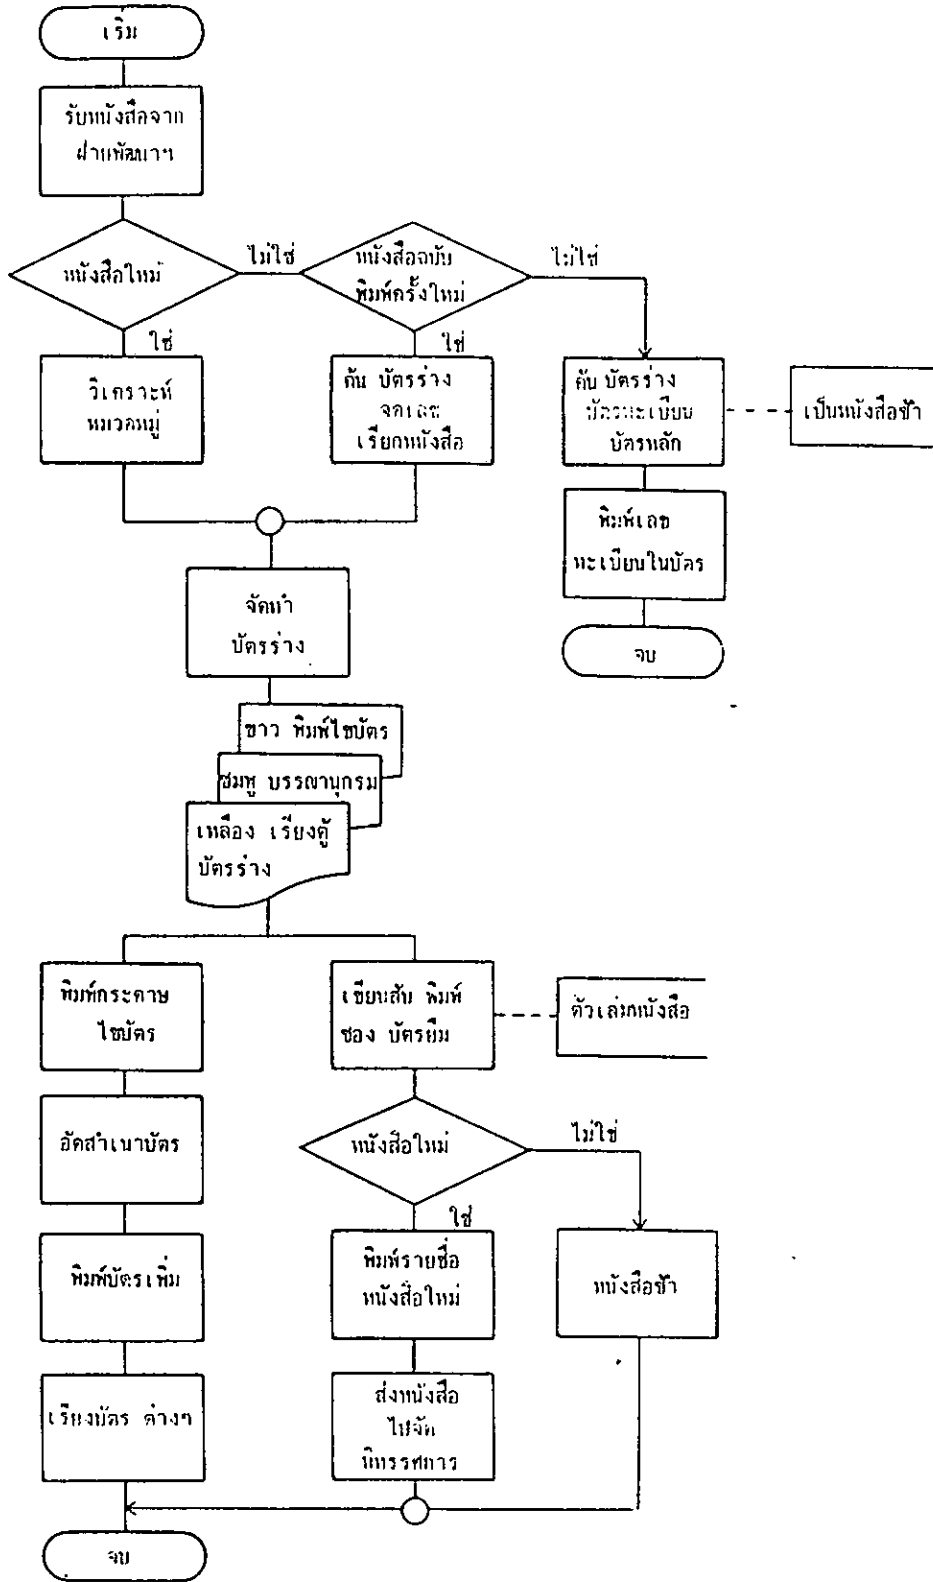 เริ่ม
รับหนังสือจาก
ฝ่ายพัฒนาฯ
หนังสือใหม่
ไม่ใช่
หนังสือฉบับ
พิมพ์ครั้งใหม่
ไม่ใช่
ใช่
ใช่
วิเคราะห์
หมวดหมู่
ค้น บัตรร่าง
จดเลข
เรียกหนังสือ
ค้น บัตรร่าง
บัตรทะเบียน
บัตรหลัก
เป็นหนังสือซ้ำ
พิมพ์เลข
ทะเบียนในบัตร
จบ
จัดทำ
บัตรร่าง
ขาว พิมพ์ไขบัตร
ชมพู บรรณานุกรม
เหลือง เรียงตู้
บัตรร่าง
พิมพ์กระดาษ
ไขบัตร
เขียนสัน พิมพ์
ซอง บัตรยืม
ตัวเล่มหนังสือ
อัดสำเนาบัตร
หนังสือใหม่
ไม่ใช่
ใช่
พิมพ์บัตรเพิ่ม
พิมพ์รายชื่อ
หนังสือใหม่
หนังสือซ้ำ
เรียงบัตร ต่างๆ
ส่งหนังสือ
ไปจัด
นิทรรศการ
จบ